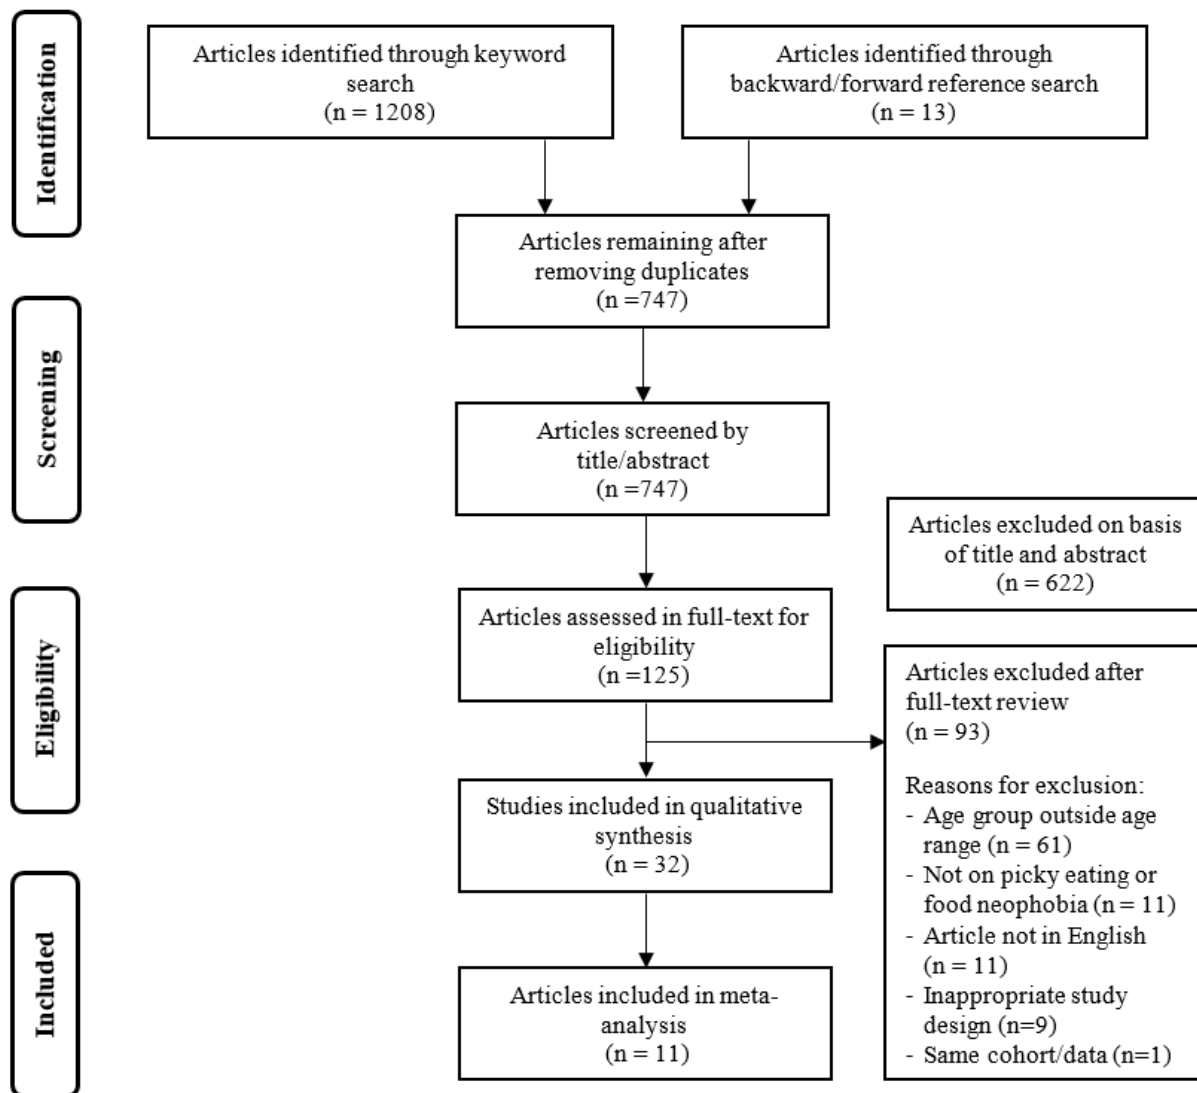 Identification
Articles identified through keyword
search
(n = 1208)
Articles identified through
backward/forward reference search
(n = 13)
Articles remaining after
removing duplicates
(n =747)
Screening
Articles screened by
title/abstract
(n =747)
Articles excluded on basis
of title and abstract
(n = 622)
Eligibility
Articles assessed in full-text for
eligibility
(n =125)
Articles excluded after
full-text review
(n = 93)
Reasons for exclusion:
- Age group outside age
range (n = 61)
- Not on picky eating or
food neophobia (n = 11)
- Article not in English
(n = 11)
- Inappropriate study
design (n=9)
- Same cohort/data (n=1)
Studies included in qualitative
synthesis
(n = 32)
Included
Articles included in meta-
analysis
(n = 11)